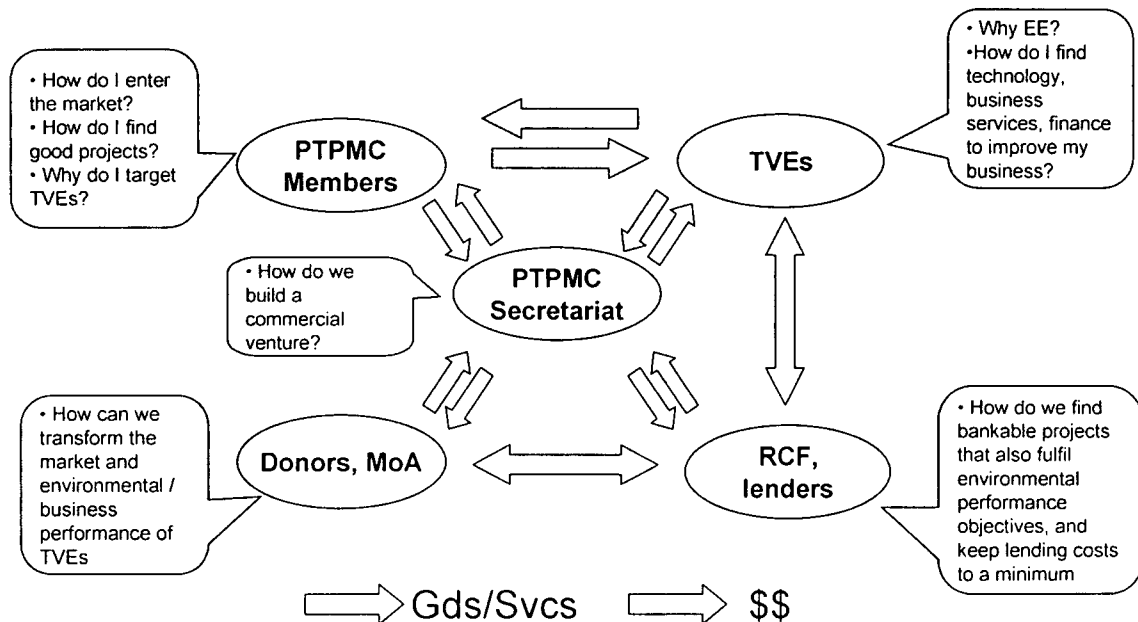 • How do I enter
the market?
• How do I find
good projects?
• Why do I target
TVEs?
PTPMC
Members
TVEs
• Why EE?
•How do I find
technology,
business
services, finance
to improve my
business?
• How do we
build a
commercial
venture?
PTPMC
Secretariat
• How can we
transform the
market and
environmental /
business
performance of
TVEs
Donors, MoA
RCF,
lenders
• How do we find
bankable projects
that also fulfil
environmental
performance
objectives, and
keep lending costs
to a minimum
Gds/Svcs
$$